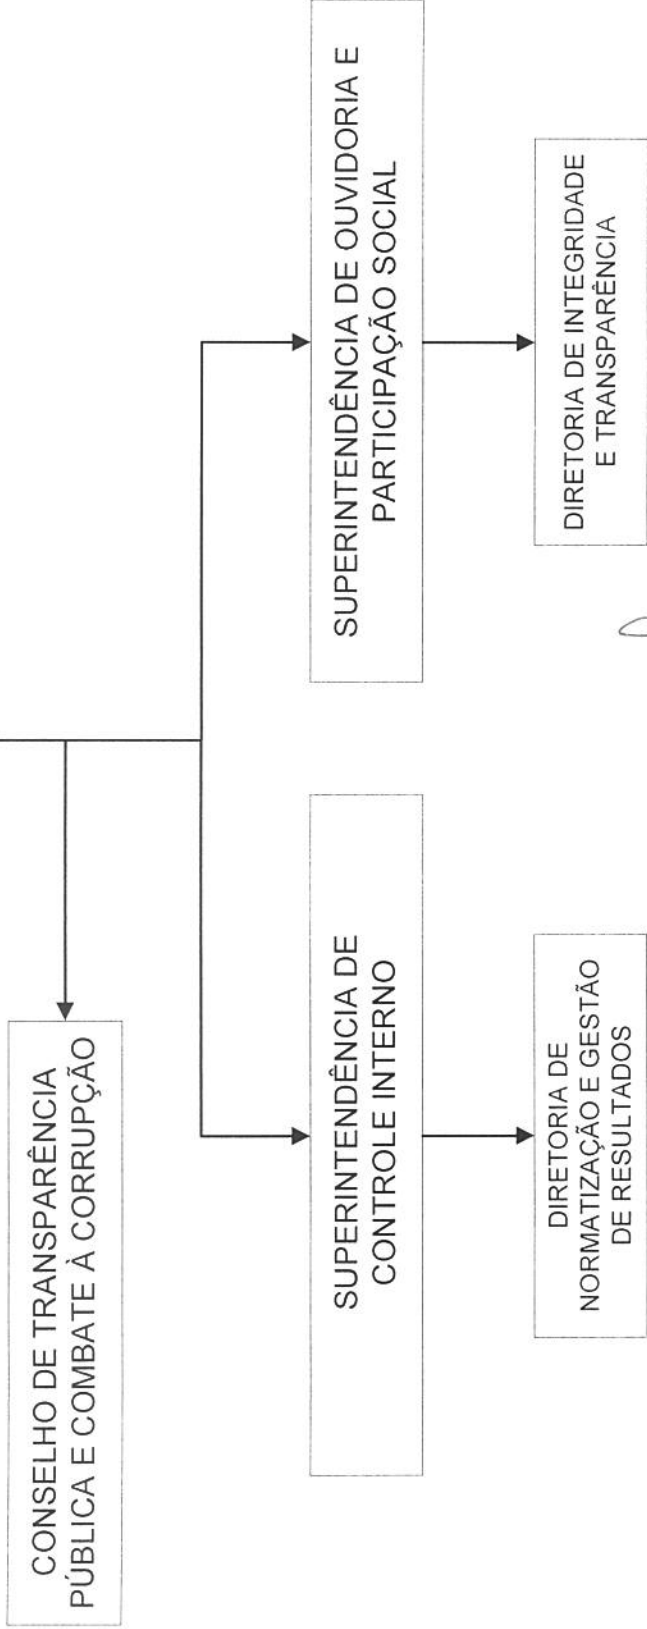 CONSELHO DE TRANSPARÊNCIA
PÚBLICA E COMBATE À CORRUPÇÃO
SUPERINTENDÊNCIA DE
CONTROLE INTERNO
SUPERINTENDÊNCIA DE OUVIDORIA E
PARTICIPAÇÃO SOCIAL
DIRETORIA DE
NORMATIZAÇÃO E GESTÃO
DE RESULTADOS
DIRETORIA DE INTEGRIDADE
E TRANSPARÊNCIA